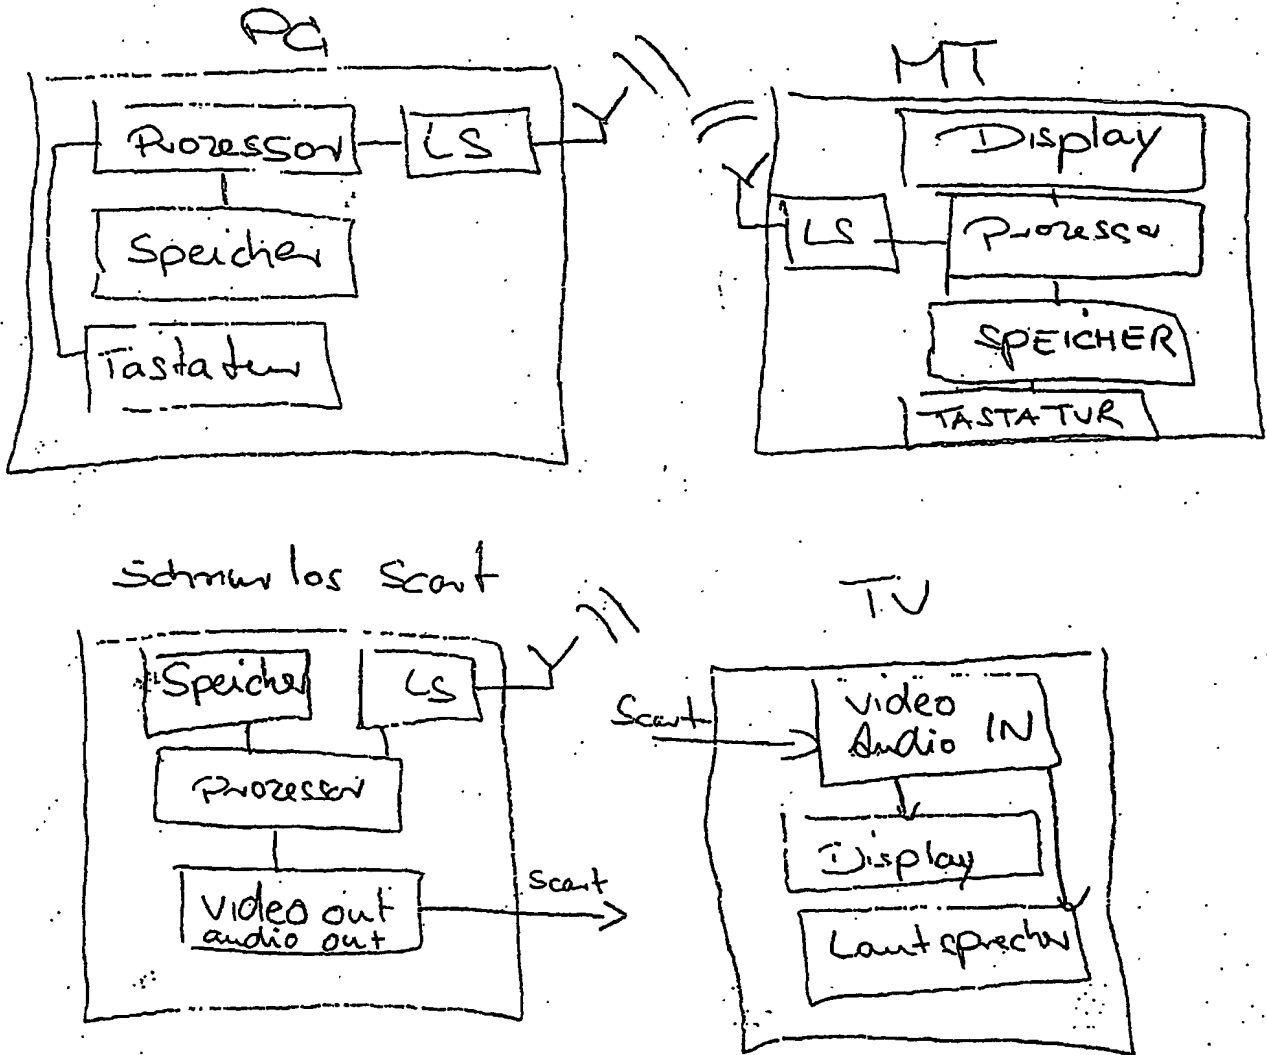 PG
Prozessor
LS
Speicher
Tastatur
MT
Display
LS
Prozessor
SPEICHER
TASTATUR
Schnurlos Scart
Speicher
LS
Prozessor
video out
audio out
Scart
TV
Scart
video
Audio IN
Display
Lautsprecher